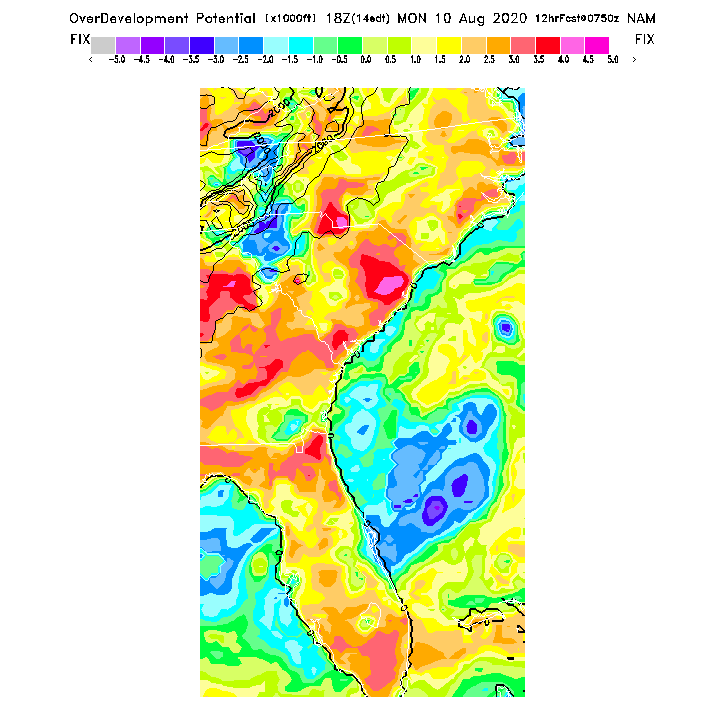 OverDevelopment Potential [x1000ft] 18Z(14edt) MON 10 Aug 2020 12hrFcst@0750z NAM
FIX FIX
< -5.0 -4.5 -4.0 -3.5 -3.0 -2.5 -2.0 -1.5 -1.0 -0.5 0.0 0.5 1.0 1.5 2.0 2.5 3.0 3.5 4.0 4.5 5.0 >
2000
2000